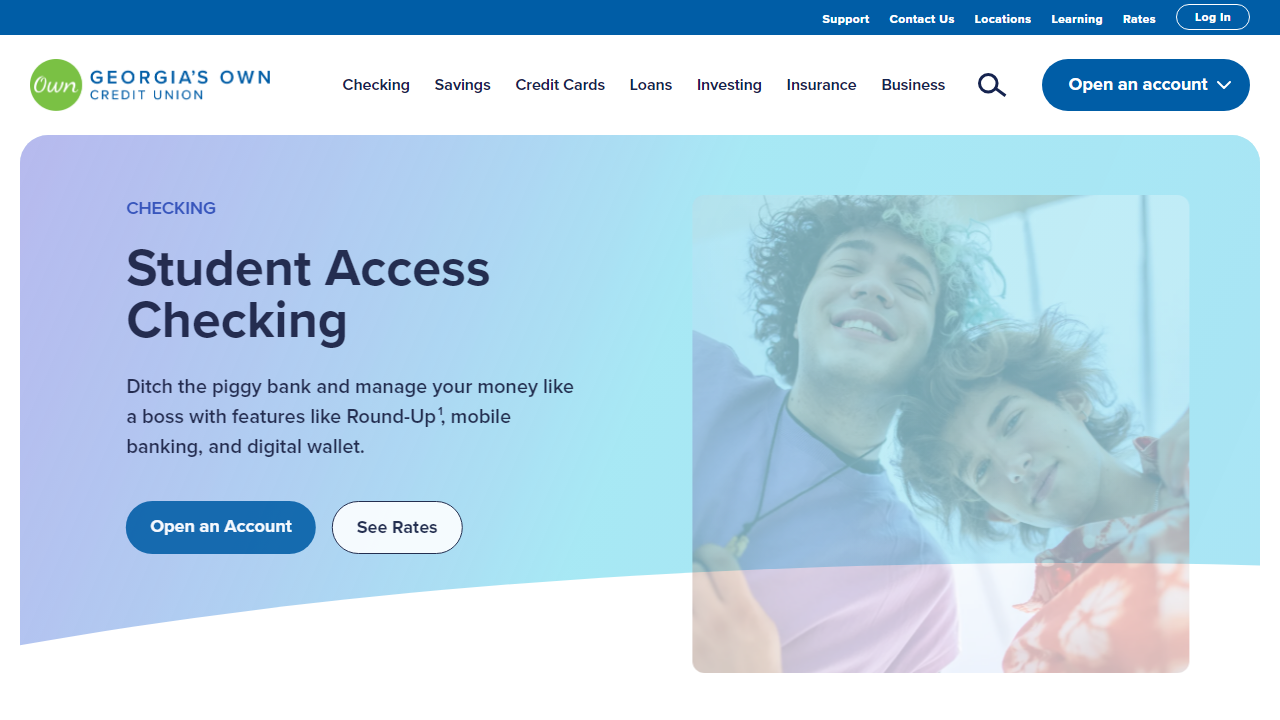 Support Contact Us Locations Learning Rates Log In
Own GEORGIA'S OWN
CREDIT UNION
Checking Savings Credit Cards Loans Investing Insurance Business
Open an account
CHECKING
Student Access
Checking
Ditch the piggy bank and manage your money like
a boss with features like Round-Up¹, mobile
banking, and digital wallet.
Open an Account See Rates